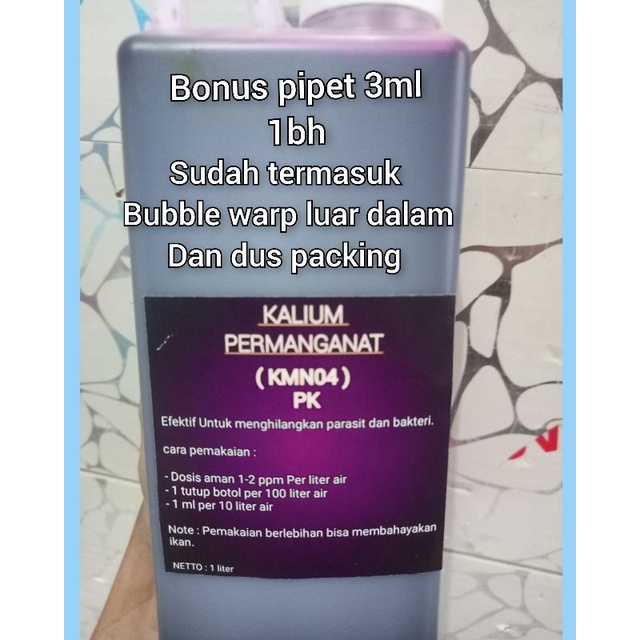 Bonus pipet 3ml
1bh
Sudah termasuk
Bubble warp luar dalam
Dan dus packing
KALIUM
PERMANGANAT
( KMN04 )
PK
Efektif Untuk menghilangkan parasit dan bakteri.
cara pemakaian :
- Dosis aman 1-2 ppm Per liter air
- 1 tutup botol per 100 liter air
- 1 ml per 10 liter air
Note : Pemakaian berlebihan bisa membahayakan
ikan.
NETTO : 1 liter